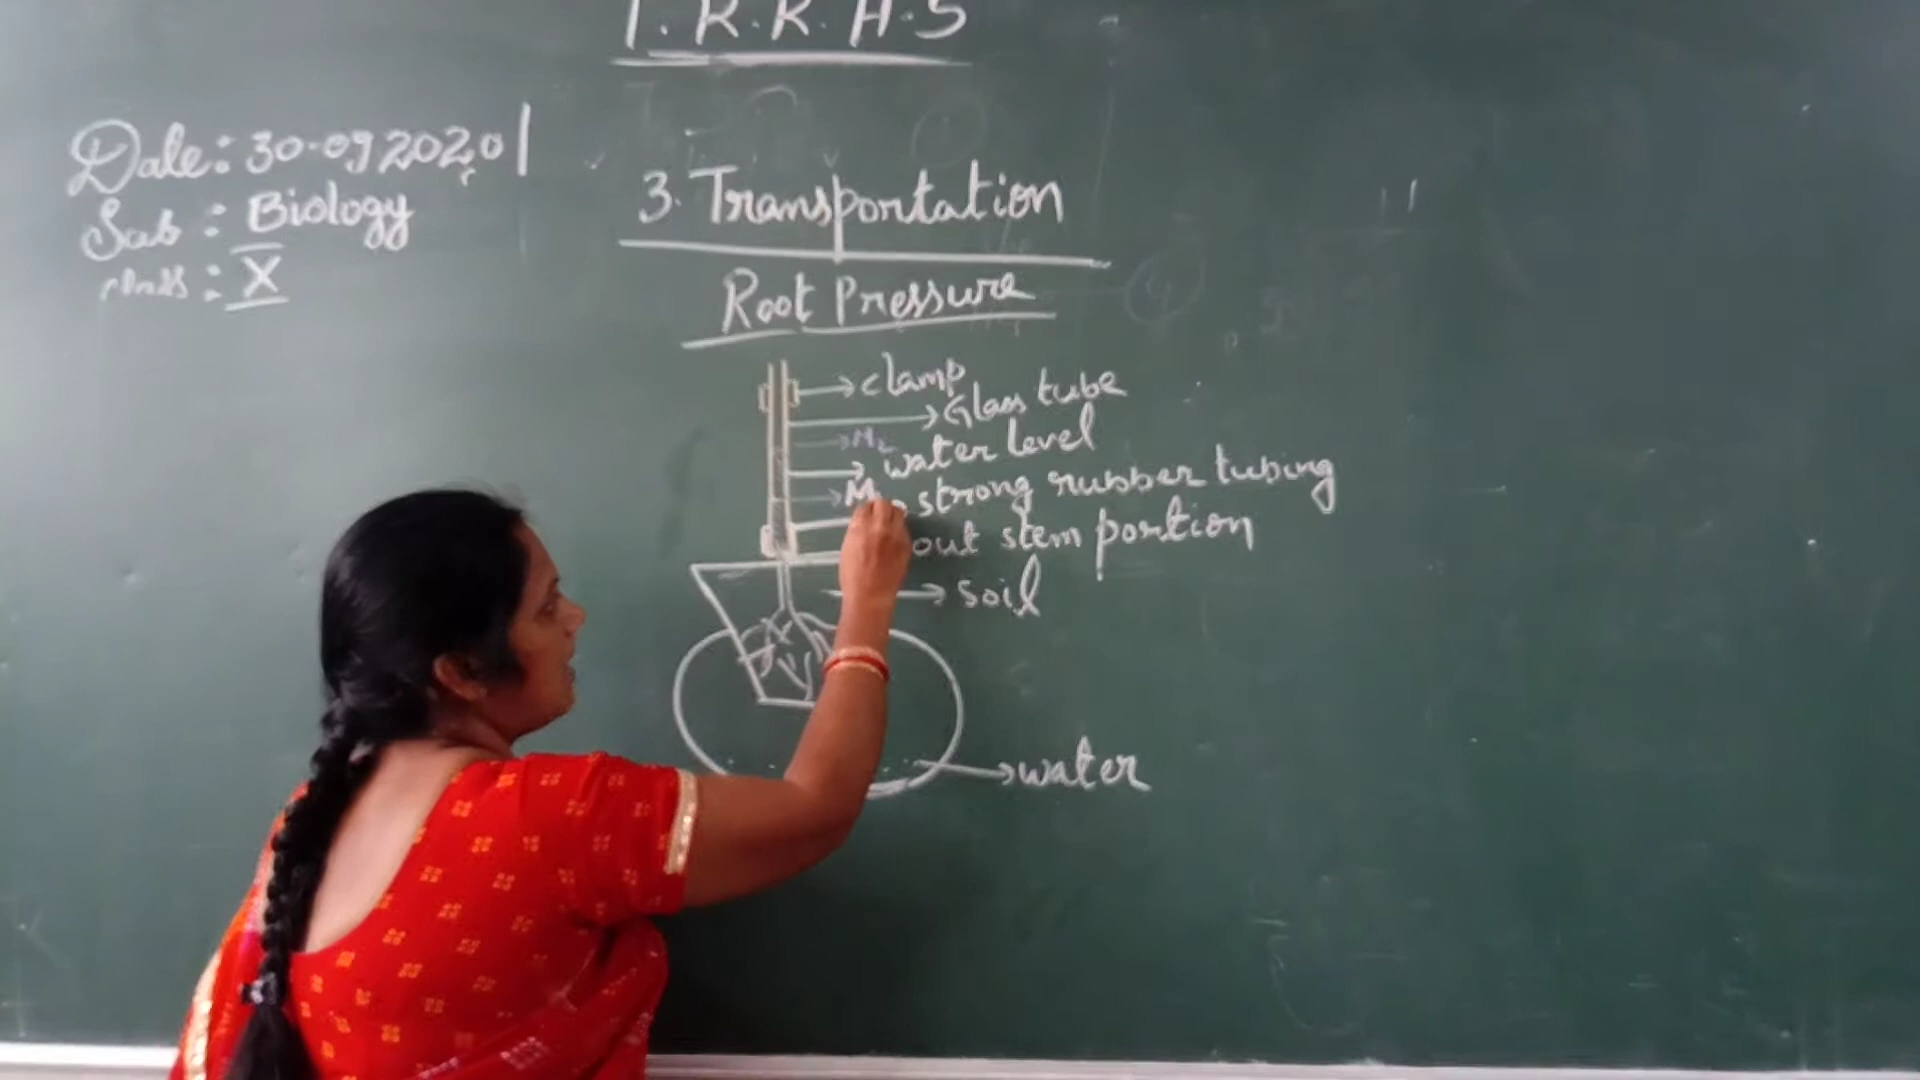 R.R.H.S
Date: 30-09 2020|
Sub : Biology
class : X
3. Transportation
Root Pressure
clamp
Glass tube
M2
water level
M
strong rubber tubing
out stem portion
soil
water